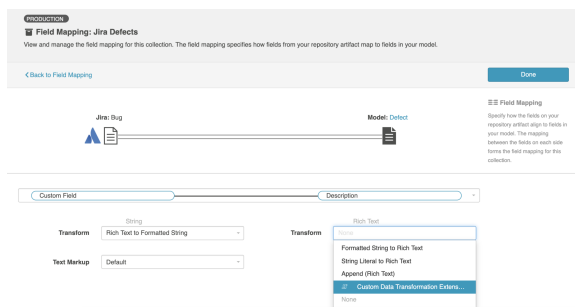 PRODUCTION
Field Mapping: Jira Defects
View and manage the field mapping for this collection. The field mapping specifies how fields from your repository artifact map to fields in your model.
Back to Field Mapping
Done
Field Mapping
Specify how the fields on your
repository artifact align to fields in
your model. The mapping
between the fields on each side
forms the field mapping for this
collection.
Jira: Bug
Model: Defect
Custom Field
Description
String
Rich Text
Transform
Rich Text to Formatted String
Transform
None
Formatted String to Rich Text
String Literal to Rich Text
Append (Rich Text)
Custom Data Transformation Extens...
None
Text Markup
Default